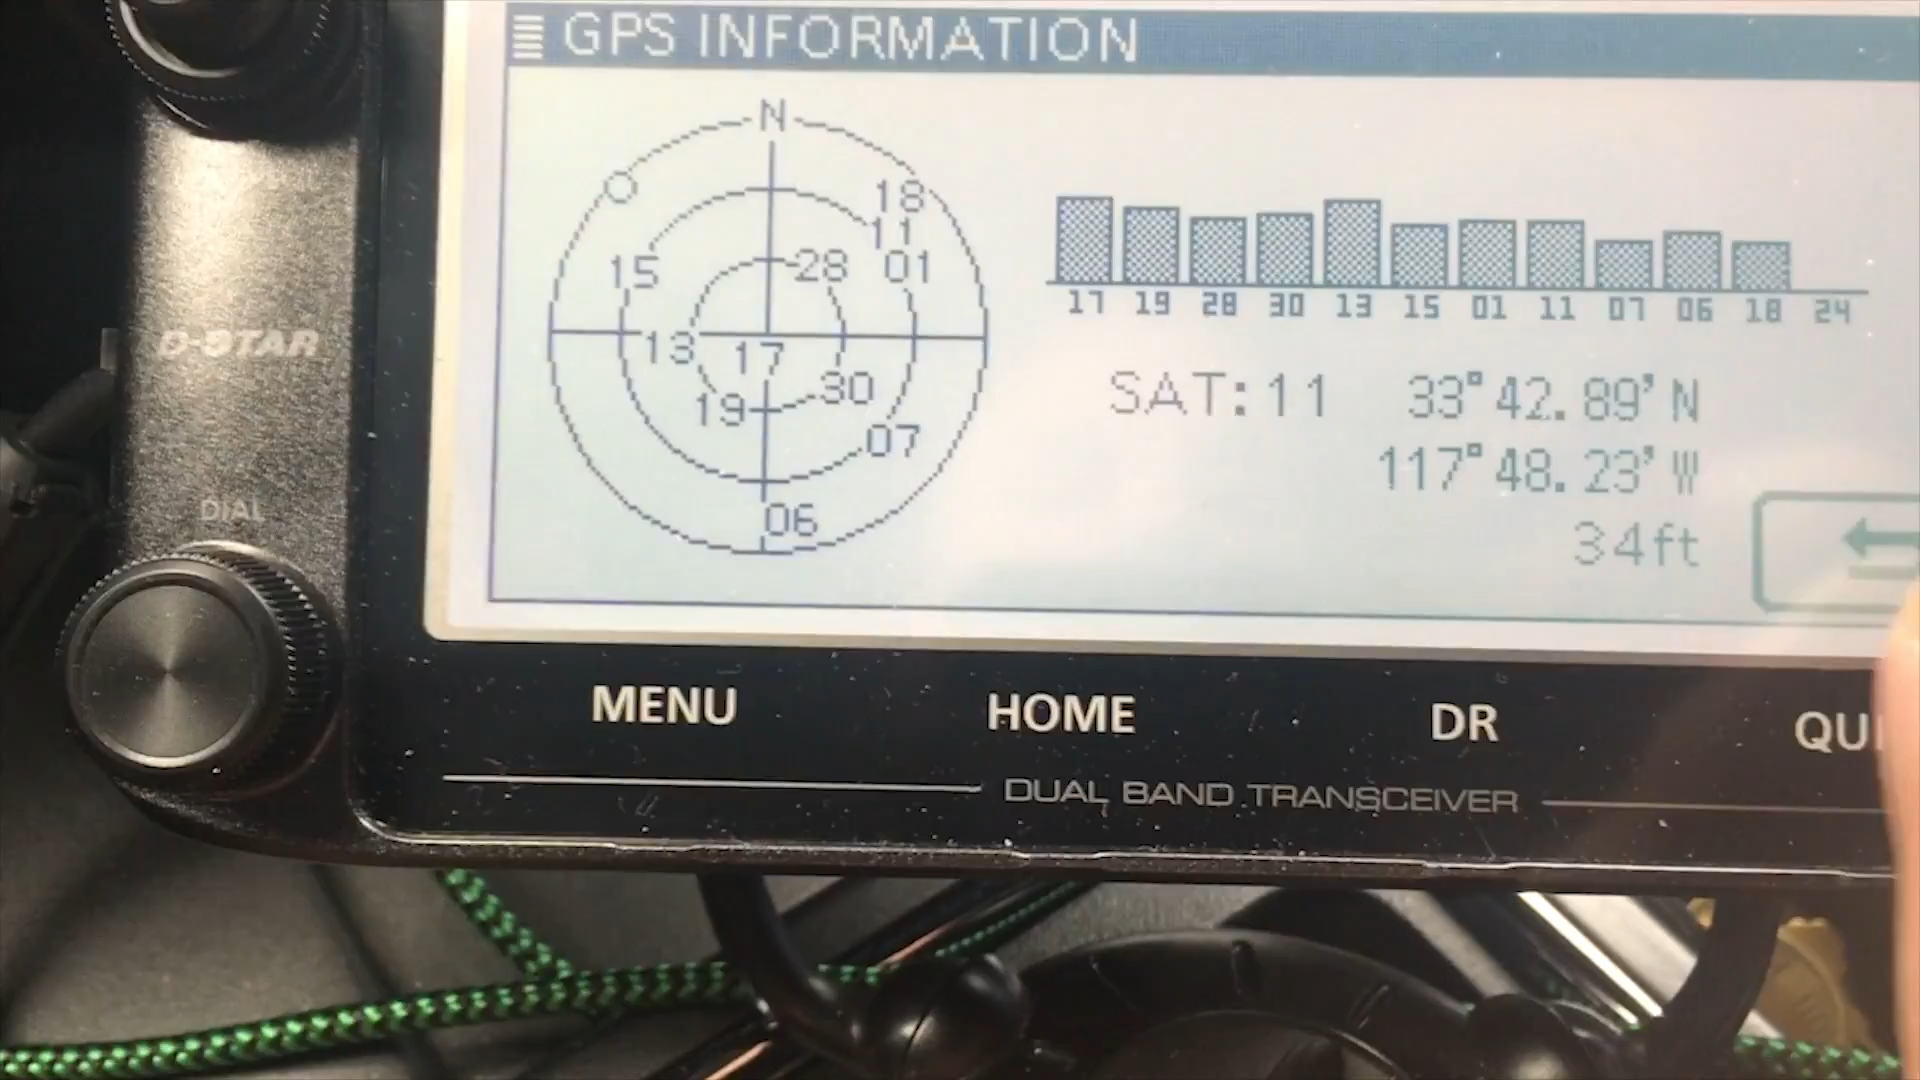 GPS INFORMATION
N
18
11
15
28
01
13
17
19
30
07
06
17 19 28 30 13 15 01 11 07 06 18 24
SAT:11 33°42.89'N
117°48.23'W
34ft
D-STAR
DIAL
MENU HOME DR QUI
DUAL BAND TRANSCEIVER